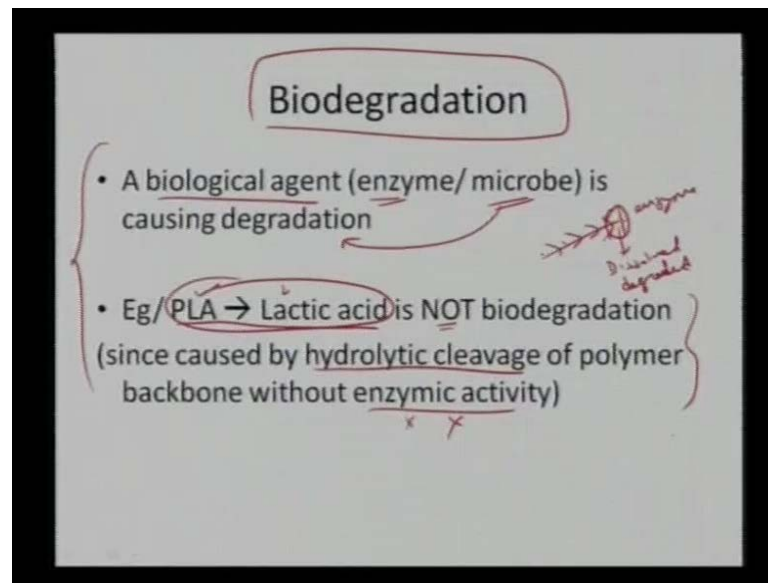 Biodegradation
• A biological agent (enzyme/ microbe) is
causing degradation
enzyme
Dissolved
degraded
• Eg/ PLA → Lactic acid is NOT biodegradation
(since caused by hydrolytic cleavage of polymer
backbone without enzymic activity)
x x